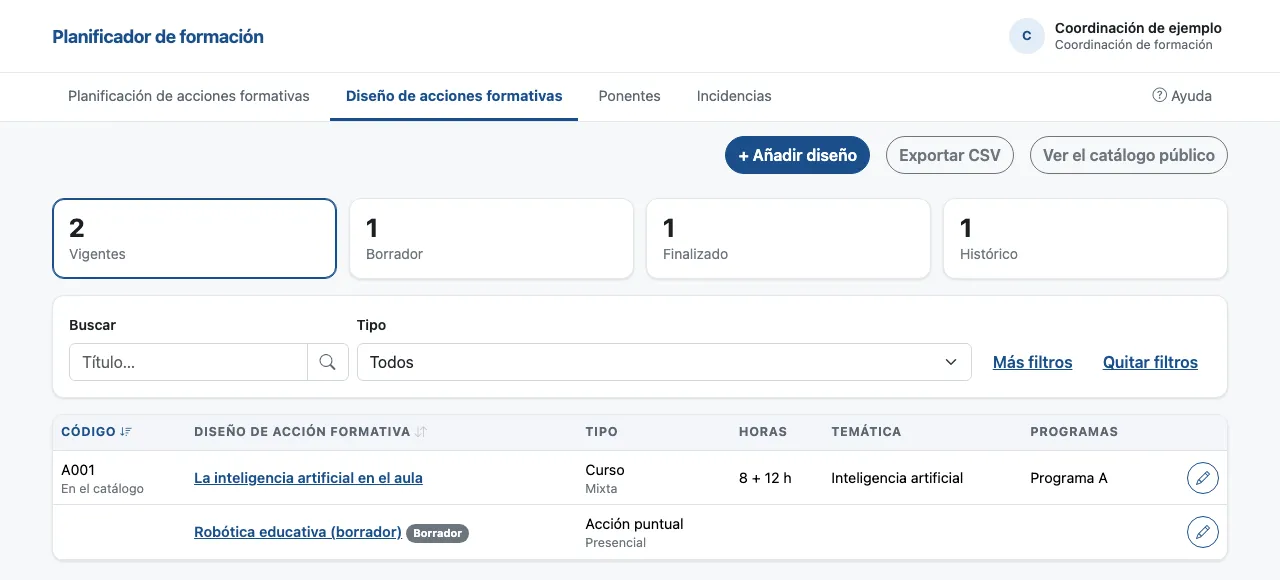 Planificador de formación
C
Coordinación de ejemplo
Coordinación de formación
Planificación de acciones formativas
Diseño de acciones formativas
Ponentes
Incidencias
Ayuda
+ Añadir diseño
Exportar CSV
Ver el catálogo público
2
Vigentes
1
Borrador
1
Finalizado
1
Histórico
Buscar
Tipo
Título...
Todos
Más filtros
Quitar filtros
CÓDIGO
DISEÑO DE ACCIÓN FORMATIVA
TIPO
HORAS
TEMÁTICA
PROGRAMAS
A001
En el catálogo
La inteligencia artificial en el aula
Curso
Mixta
8 + 12 h
Inteligencia artificial
Programa A
Robótica educativa (borrador)
Borrador
Acción puntual
Presencial